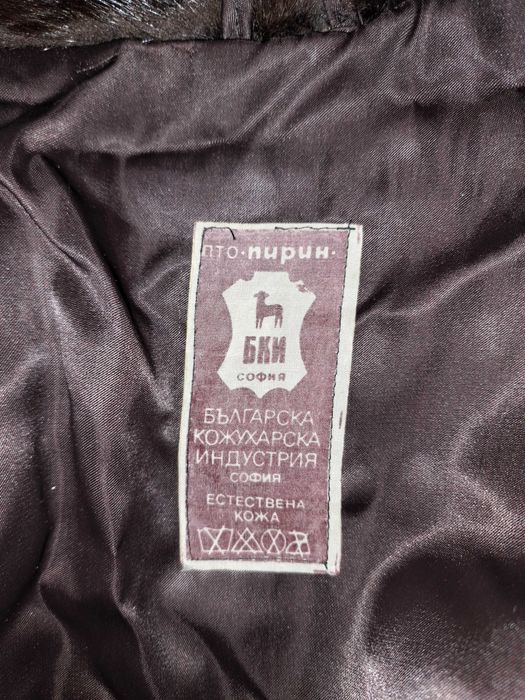 ПТО·пирин·
БКИ
СОФИЯ
БЪЛГАРСКА
КОЖУХАРСКА
ИНДУСТРИЯ
СОФИЯ
ЕСТЕСТВЕНА
КОЖА